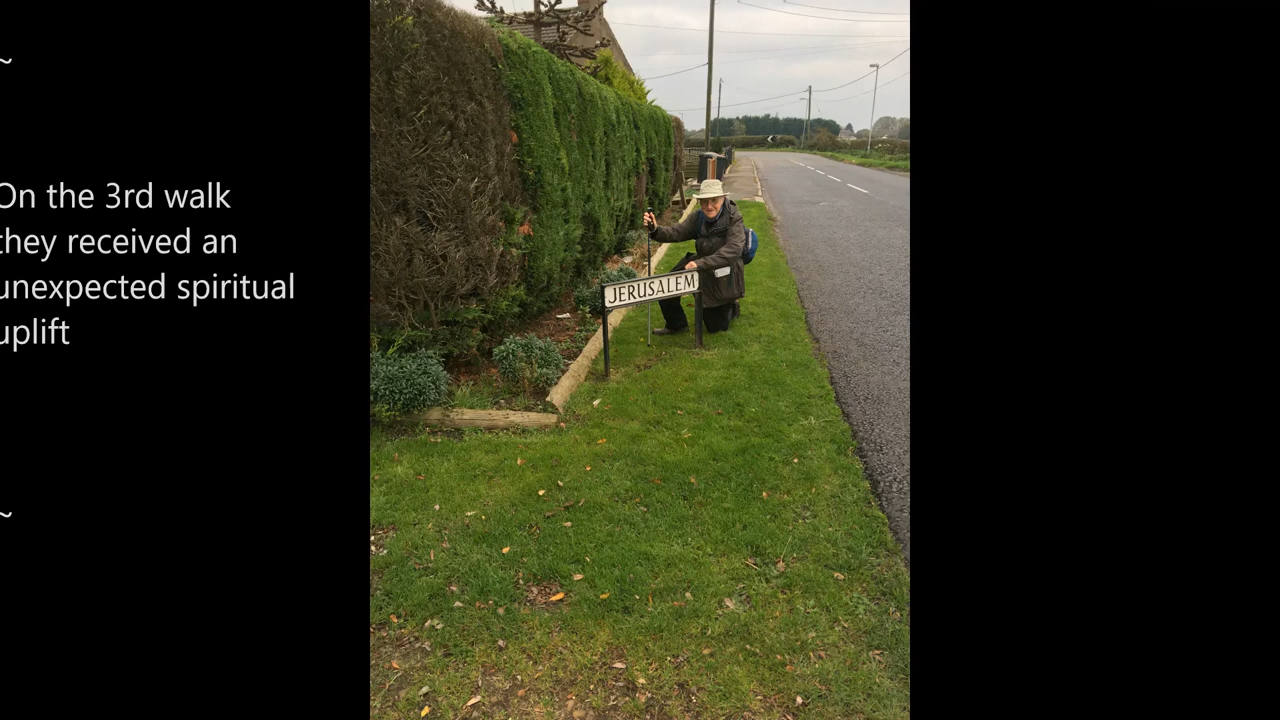 ~
On the 3rd walk
they received an
unexpected spiritual
uplift
~
JERUSALEM